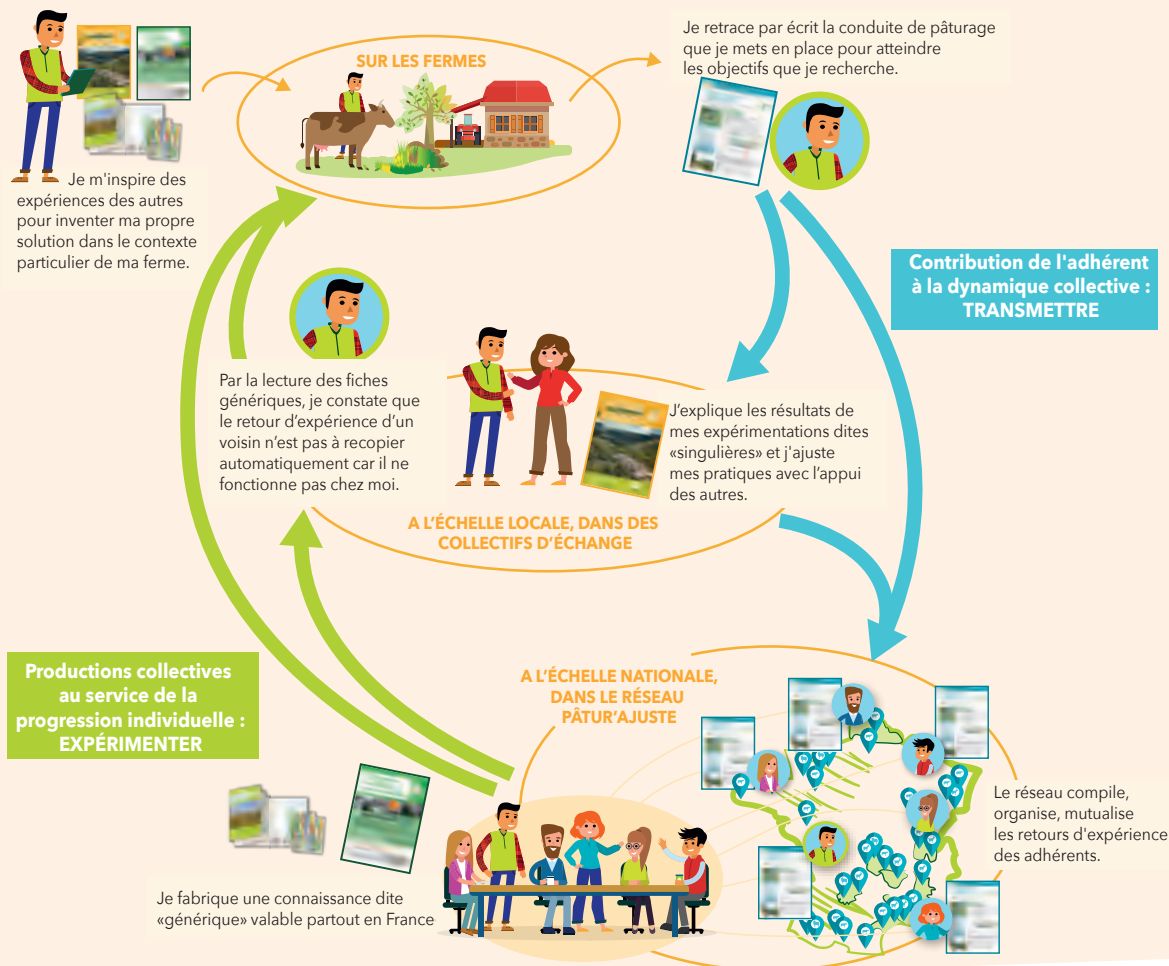 Je retrace par écrit la conduite de pâturage
que je mets en place pour atteindre
les objectifs que je recherche.
SUR LES FERMES
Je m'inspire des
expériences des autres
pour inventer ma propre
solution dans le contexte
particulier de ma ferme.
Contribution de l'adhérent
à la dynamique collective :
TRANSMETTRE
Par la lecture des fiches
génériques, je constate que
le retour d’expérience d’un
voisin n’est pas à recopier
automatiquement car il ne
fonctionne pas chez moi.
J’explique les résultats de
mes expérimentations dites
«singulières» et j'ajuste
mes pratiques avec l’appui
des autres.
A L’ÉCHELLE LOCALE, DANS DES
COLLECTIFS D’ÉCHANGE
Productions collectives
au service de la
progression individuelle :
EXPÉRIMENTER
A L’ÉCHELLE NATIONALE,
DANS LE RÉSEAU
PÂTUR’AJUSTE
Le réseau compile,
organise, mutualise
les retours d'expérience
des adhérents.
Je fabrique une connaissance dite
«générique» valable partout en France